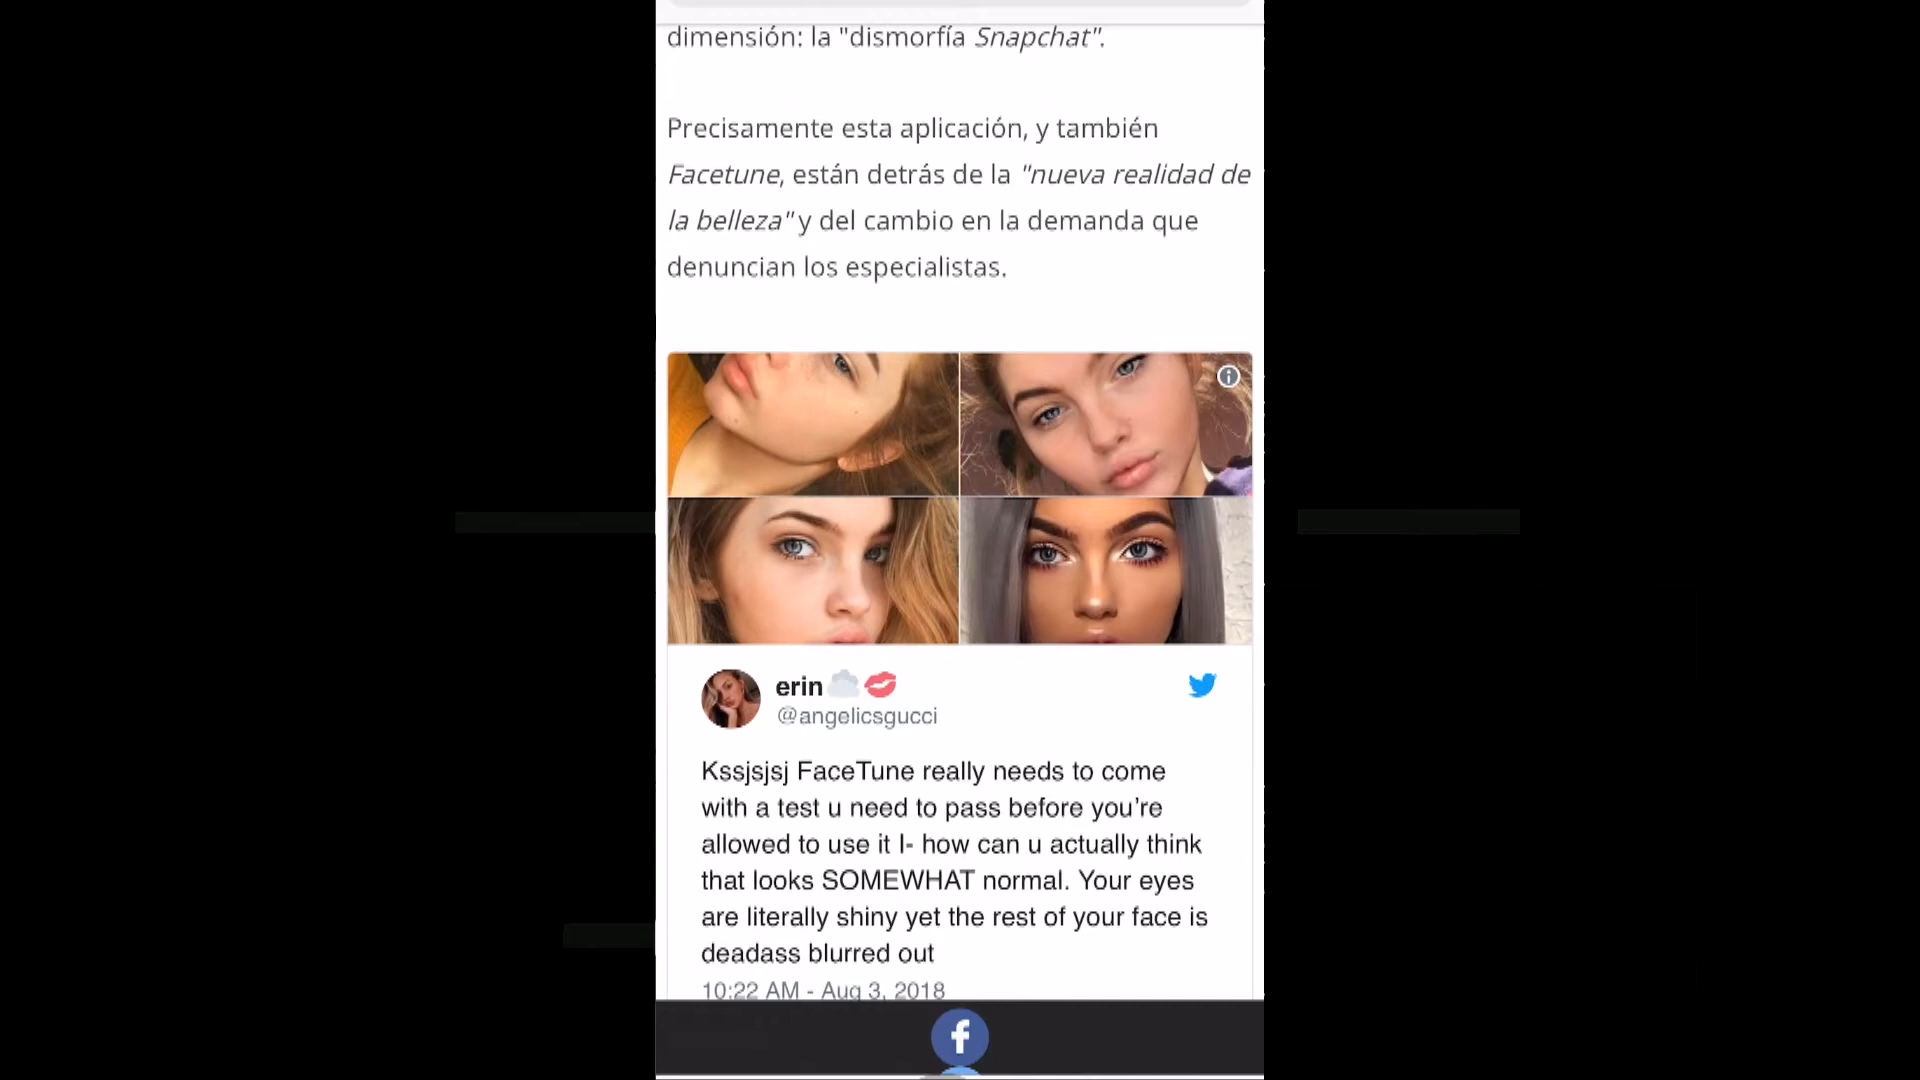 dimensión: la "dismorfía Snapchat".
Precisamente esta aplicación, y también
Facetune, están detrás de la "nueva realidad de
la belleza" y del cambio en la demanda que
denuncian los especialistas.
erin☁️💋
@angelicsgucci
Kssjsjsj FaceTune really needs to come
with a test u need to pass before you’re
allowed to use it I- how can u actually think
that looks SOMEWHAT normal. Your eyes
are literally shiny yet the rest of your face is
deadass blurred out
10:22 AM - Aug 3, 2018